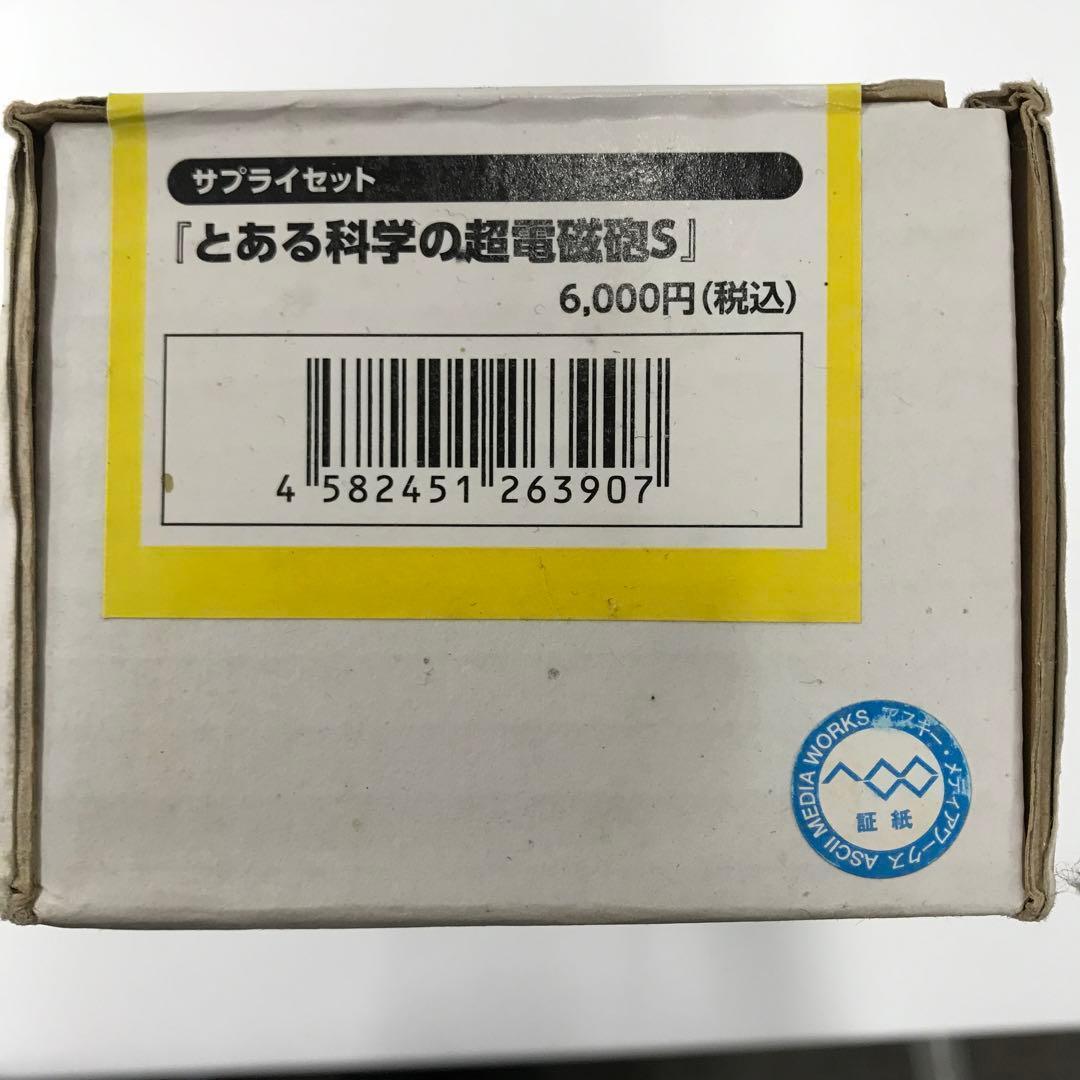 サプライセット
『とある科学の超電磁砲S』
6,000円(税込)
4 582451 263907
ASCII MEDIA WORKS アスキー・メディアワークス
証紙